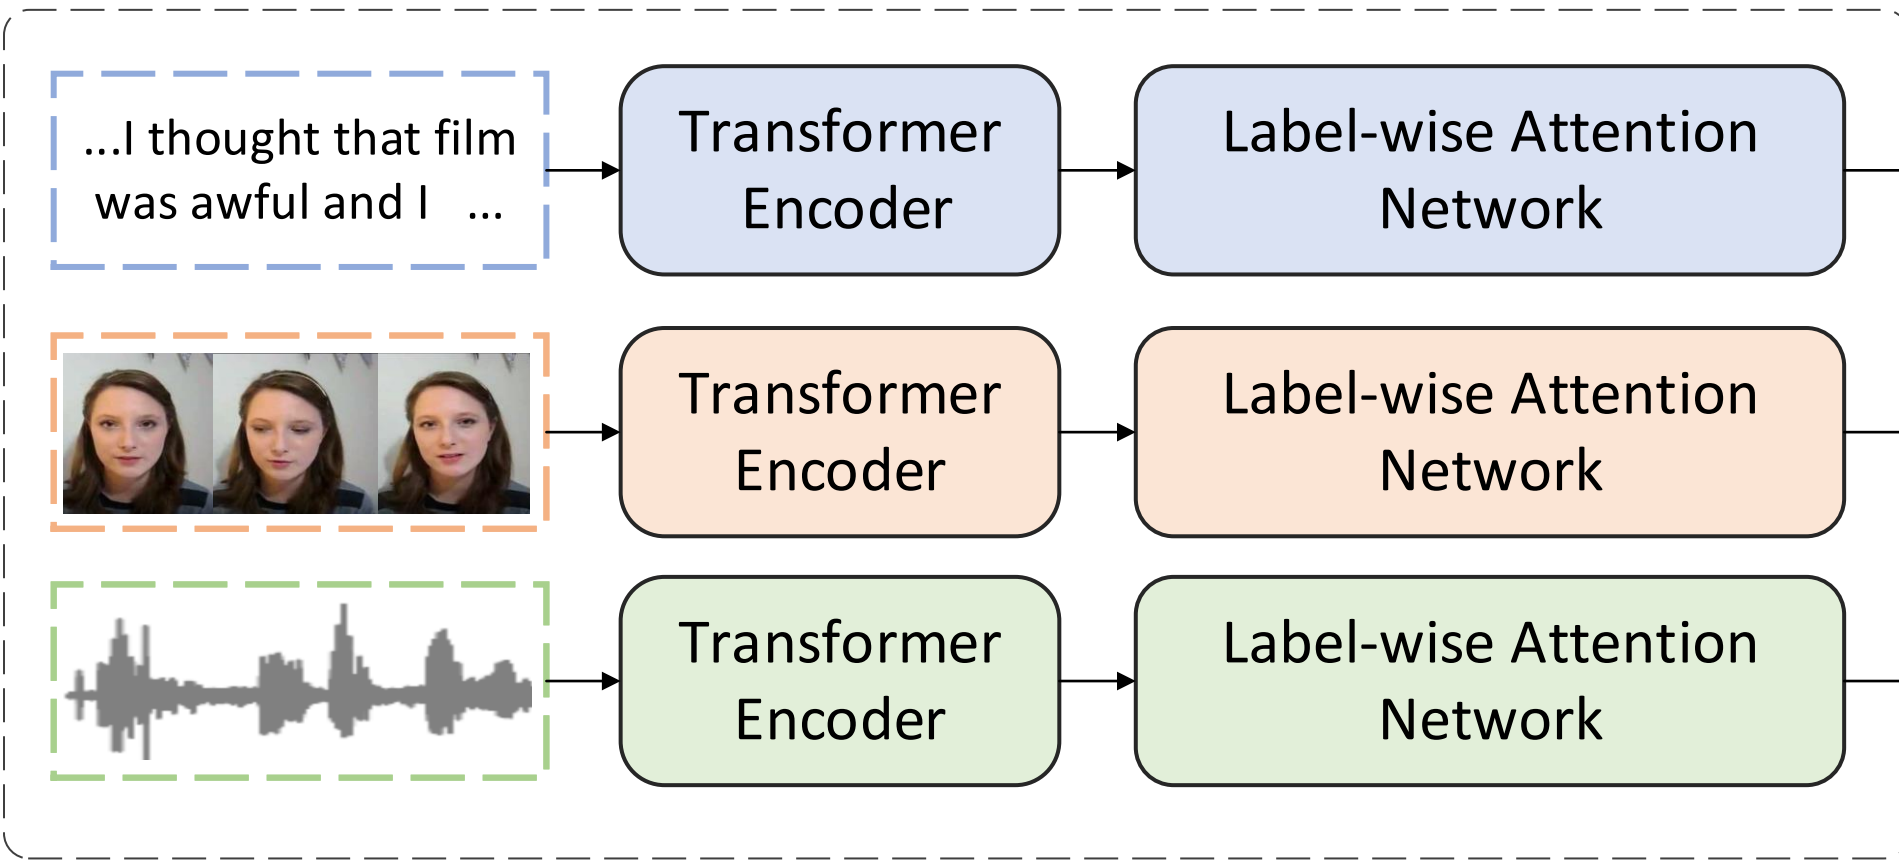 ...I thought that film
was awful and I ...
Transformer
Encoder
Label-wise Attention
Network
Transformer
Encoder
Label-wise Attention
Network
Transformer
Encoder
Label-wise Attention
Network